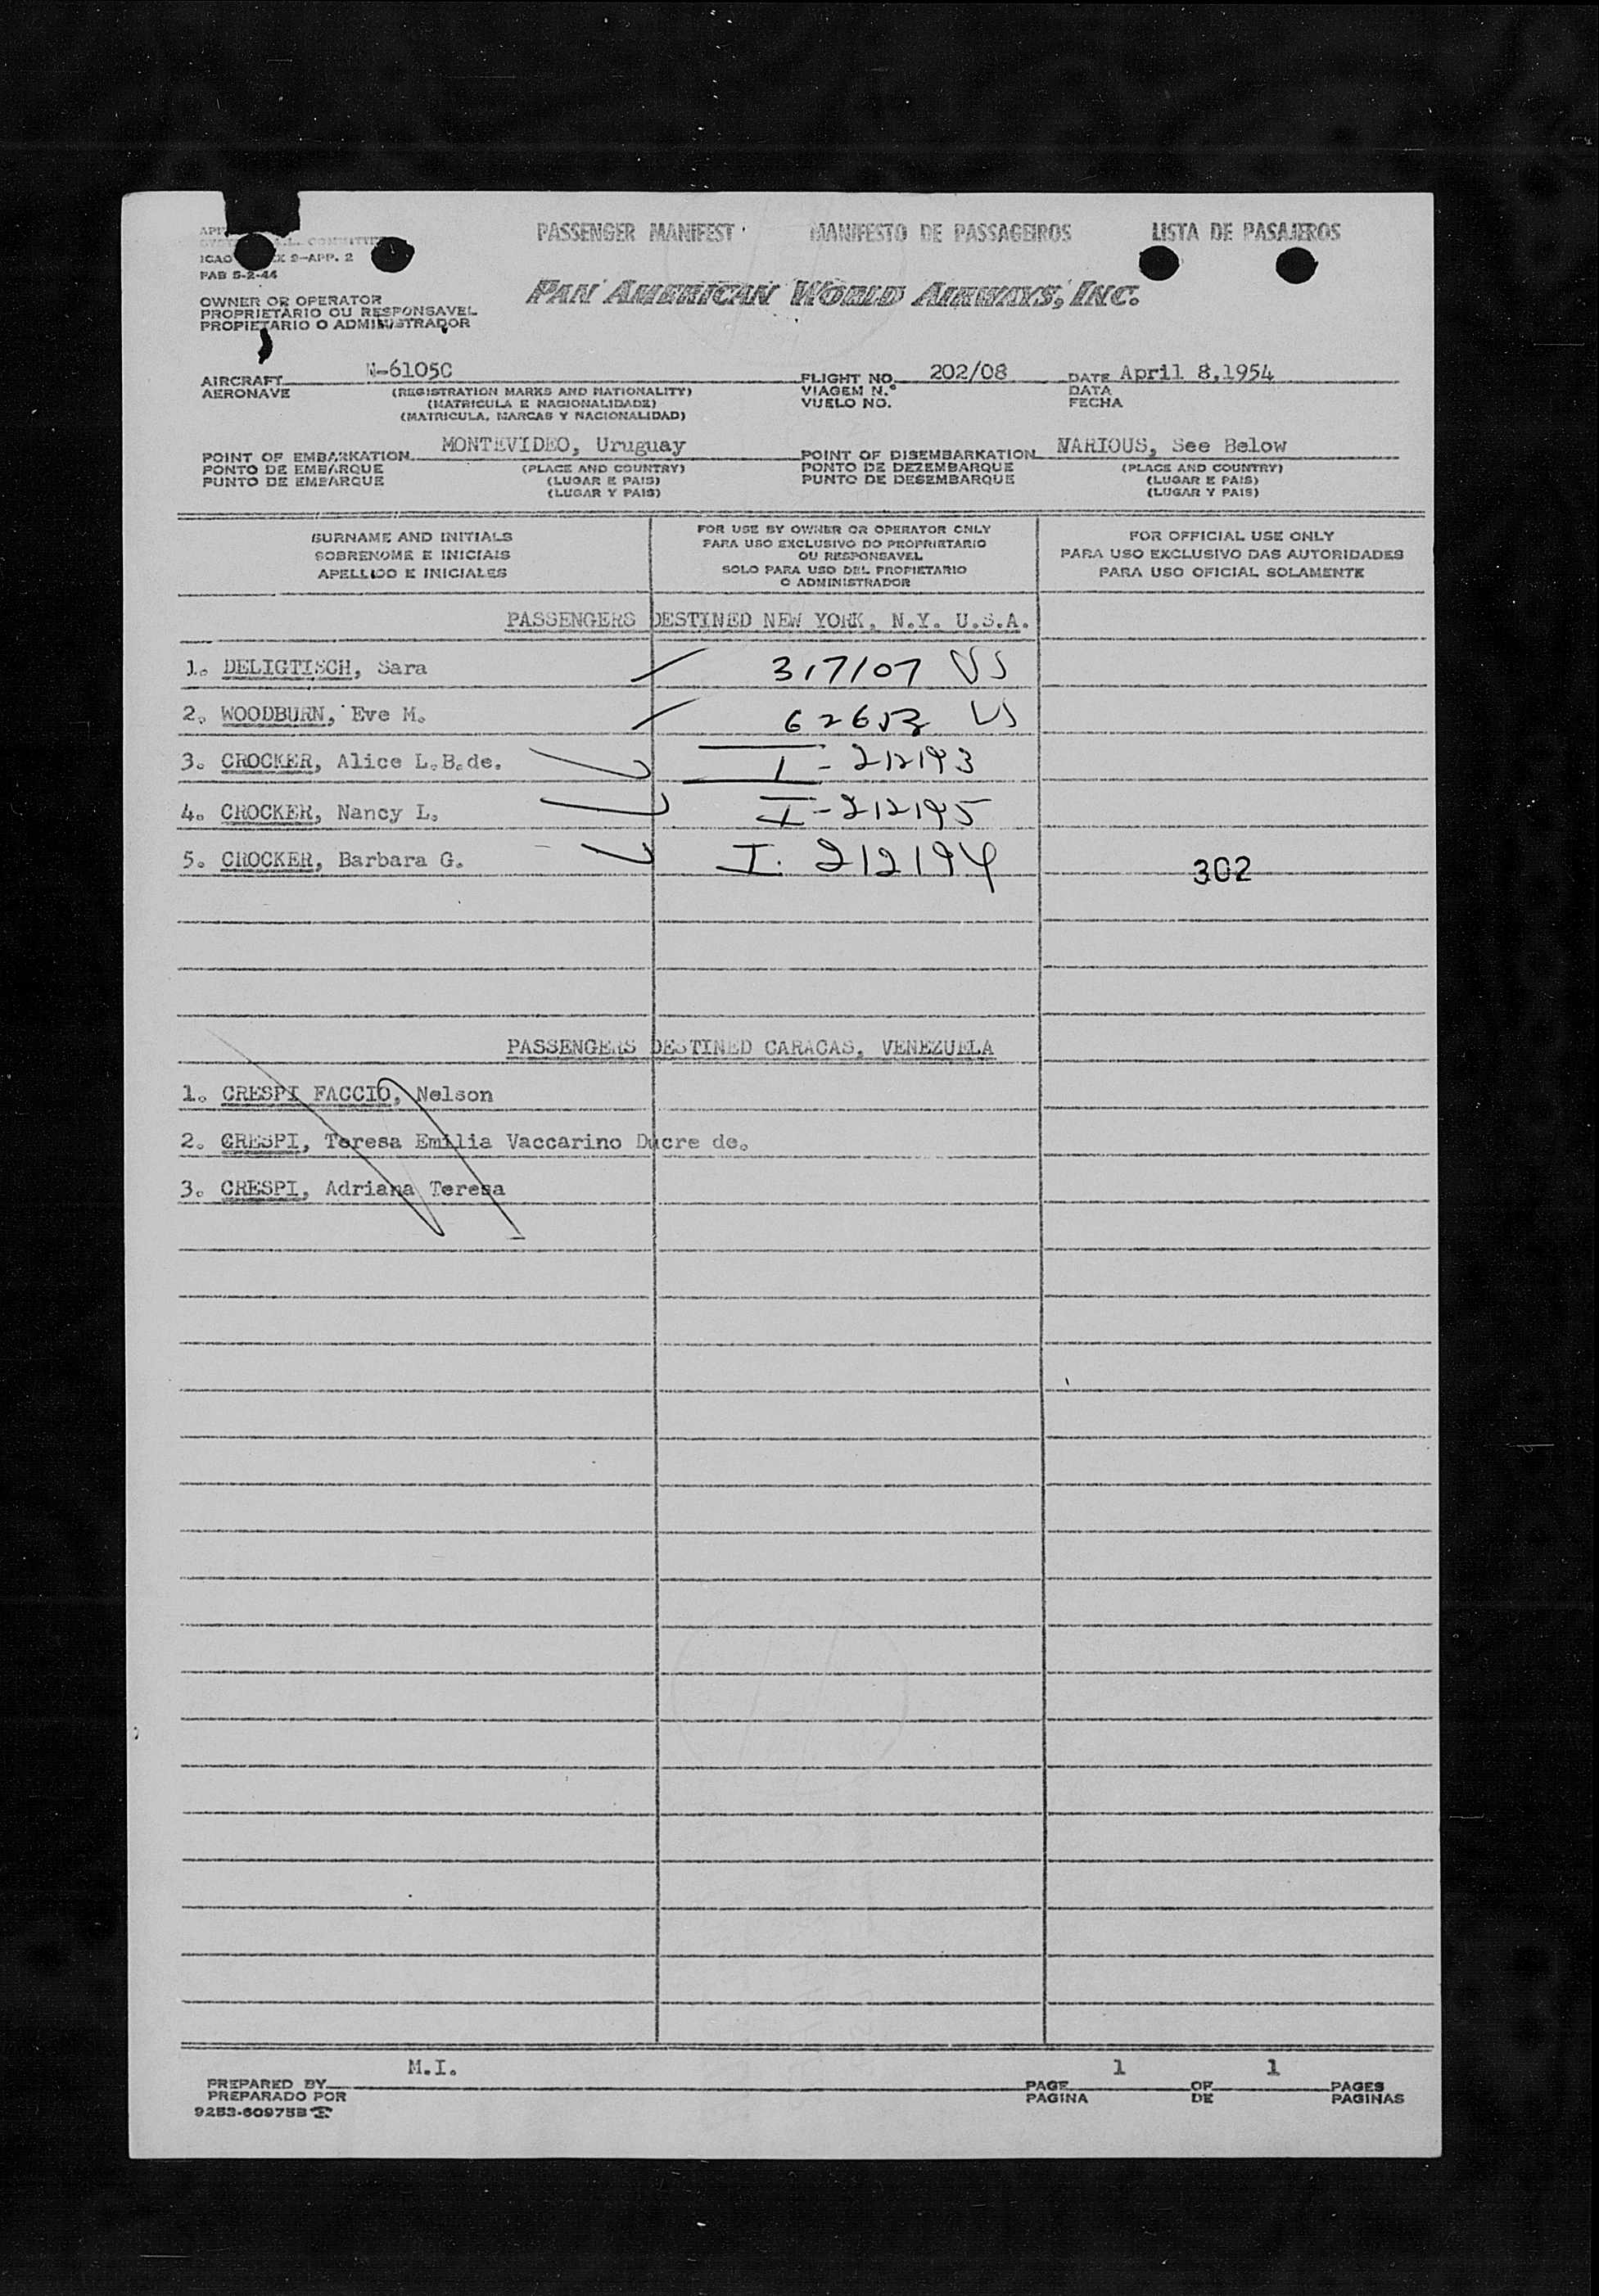 PASSENGER MANIFEST MANIFESTO DE PASSAGEIROS LISTA DE PASAJEROS
ICAO 9-APP. 2
FAB 5-2-44
PAN AMERICAN WORLD AIRWAYS, INC.
OWNER OR OPERATOR
PROPRIETARIO OU RESPONSAVEL
PROPIETARIO O ADMINISTRADOR
AIRCRAFT N-61050 FLIGHT NO. 202/08 DATE April 8,1954
AERONAVE (REGISTRATION MARKS AND NATIONALITY) VIAGEM N.º DATA
(MATRICULA E NACIONALIDADE) VUELO NO. FECHA
(MATRICULA, MARCAS Y NACIONALIDAD)
POINT OF EMBARKATION MONTEVIDEO, Uruguay POINT OF DISEMBARKATION VARIOUS, See Below
PONTO DE EMBARQUE (PLACE AND COUNTRY) PONTO DE DEZEMBARQUE (PLACE AND COUNTRY)
PUNTO DE EMBARQUE (LUGAR E PAIS) PUNTO DE DESEMBARQUE (LUGAR E PAIS)
(LUGAR Y PAIS) (LUGAR Y PAIS)
SURNAME AND INITIALS
SOBRENOME E INICIAIS
APELLIDO E INICIALES
FOR USE BY OWNER OR OPERATOR ONLY
PARA USO EXCLUSIVO DO PROPRIETARIO
OU RESPONSAVEL
SOLO PARA USO DEL PROPIETARIO
O ADMINISTRADOR
FOR OFFICIAL USE ONLY
PARA USO EXCLUSIVO DAS AUTORIDADES
PARA USO OFICIAL SOLAMENTE
PASSENGERS DESTINED NEW YORK, N.Y. U.S.A.
1. DELIGTISCH, Sara 317107 US
2. WOODBURN, Eve M. US
3. CROCKER, Alice L.B.de. I-212193
4. CROCKER, Nancy L. I-212195
5. CROCKER, Barbara G. I. 212194 302
PASSENGERS DESTINED CARACAS, VENEZUELA
1. CRESPI FACCIO, Nelson
2. CRESPI, Teresa Emilia Vaccarino Ducre de.
3. CRESPI, Adriana Teresa
PREPARED BY M.I. PAGE 1 OF 1 PAGES
PREPARADO POR PAGINA DE PAGINAS
9253-60975B